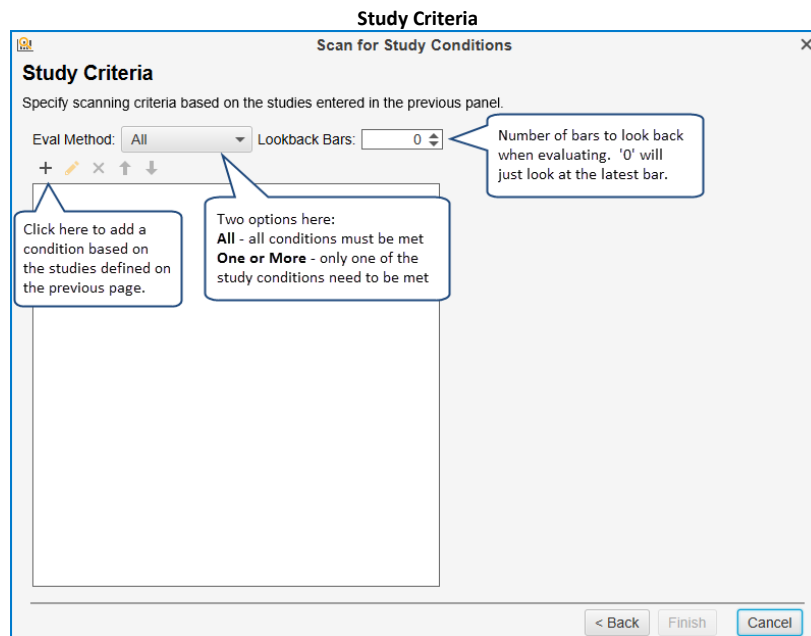 Study Criteria
Scan for Study Conditions
Study Criteria
Specify scanning criteria based on the studies entered in the previous panel.
Eval Method: All Lookback Bars: 0
Number of bars to look back
when evaluating. '0' will
just look at the latest bar.
Click here to add a
condition based on
the studies defined on
the previous page.
Two options here:
All - all conditions must be met
One or More - only one of the
study conditions need to be met
< Back Finish Cancel